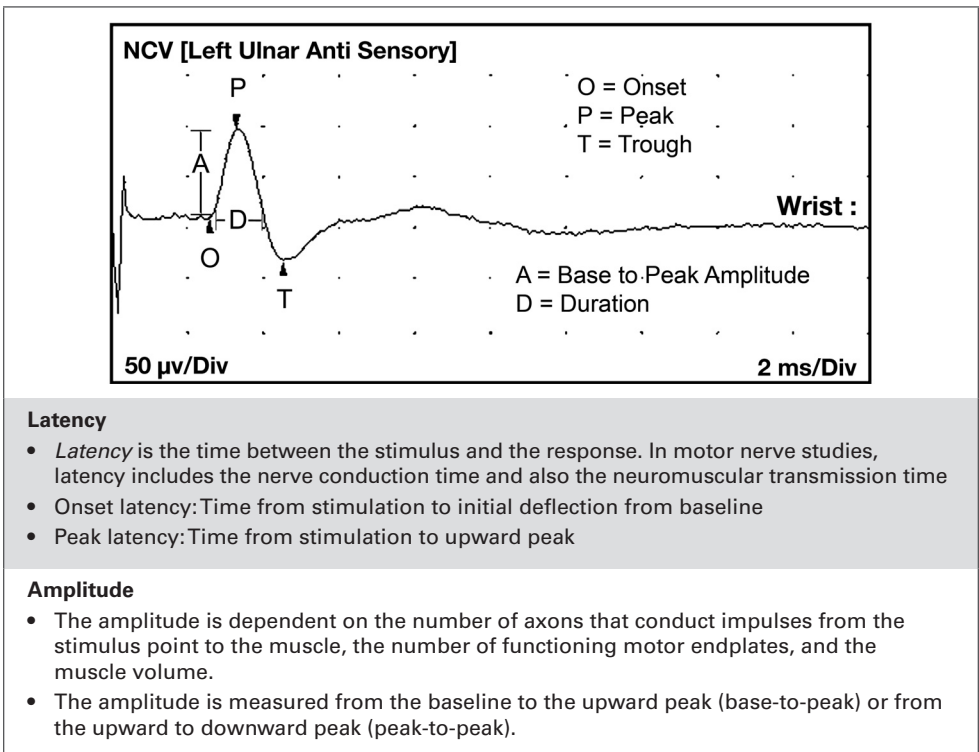 NCV [Left Ulnar Anti Sensory]
P
O = Onset
P = Peak
T = Trough
A
Wrist :
D
O
T
A = Base to Peak Amplitude
D = Duration
50 µv/Div
2 ms/Div
Latency
• Latency is the time between the stimulus and the response. In motor nerve studies,
latency includes the nerve conduction time and also the neuromuscular transmission time
• Onset latency: Time from stimulation to initial deflection from baseline
• Peak latency: Time from stimulation to upward peak
Amplitude
• The amplitude is dependent on the number of axons that conduct impulses from the
stimulus point to the muscle, the number of functioning motor endplates, and the
muscle volume.
• The amplitude is measured from the baseline to the upward peak (base-to-peak) or from
the upward to downward peak (peak-to-peak).